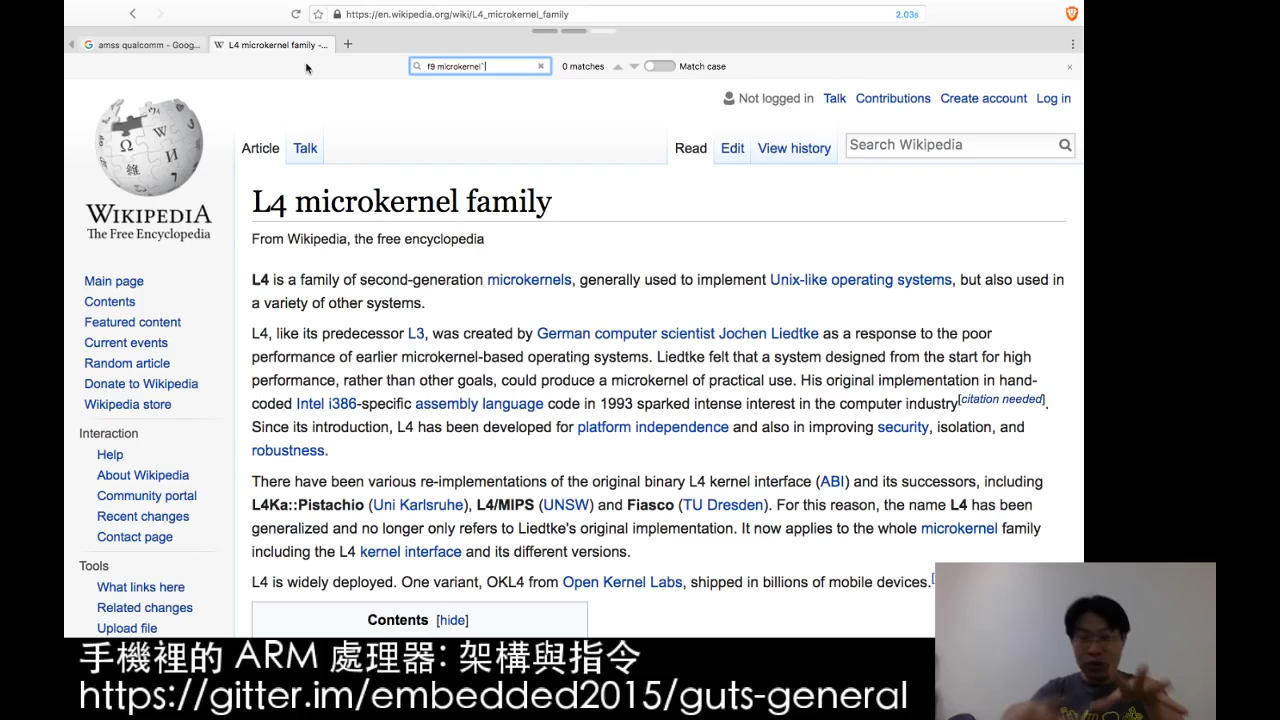 https://en.wikipedia.org/wiki/L4_microkernel_family
2.03s
amss qualcomm - Goog...
W L4 microkernel family -...
f9 microkernel`
0 matches
Match case
Not logged in Talk Contributions Create account Log in
Article Talk
Read Edit View history
Search Wikipedia
WIKIPEDIA
The Free Encyclopedia
Main page
Contents
Featured content
Current events
Random article
Donate to Wikipedia
Wikipedia store
Interaction
Help
About Wikipedia
Community portal
Recent changes
Contact page
Tools
What links here
Related changes
Upload file
L4 microkernel family
From Wikipedia, the free encyclopedia
L4 is a family of second-generation microkernels, generally used to implement Unix-like operating systems, but also used in
a variety of other systems.
L4, like its predecessor L3, was created by German computer scientist Jochen Liedtke as a response to the poor
performance of earlier microkernel-based operating systems. Liedtke felt that a system designed from the start for high
performance, rather than other goals, could produce a microkernel of practical use. His original implementation in hand-
coded Intel i386-specific assembly language code in 1993 sparked intense interest in the computer industry[citation needed].
Since its introduction, L4 has been developed for platform independence and also in improving security, isolation, and
robustness.
There have been various re-implementations of the original binary L4 kernel interface (ABI) and its successors, including
L4Ka::Pistachio (Uni Karlsruhe), L4/MIPS (UNSW) and Fiasco (TU Dresden). For this reason, the name L4 has been
generalized and no longer only refers to Liedtke's original implementation. It now applies to the whole microkernel family
including the L4 kernel interface and its different versions.
L4 is widely deployed. One variant, OKL4 from Open Kernel Labs, shipped in billions of mobile devices.[
Contents [hide]
手機裡的 ARM 處理器: 架構與指令
https://gitter.im/embedded2015/guts-general